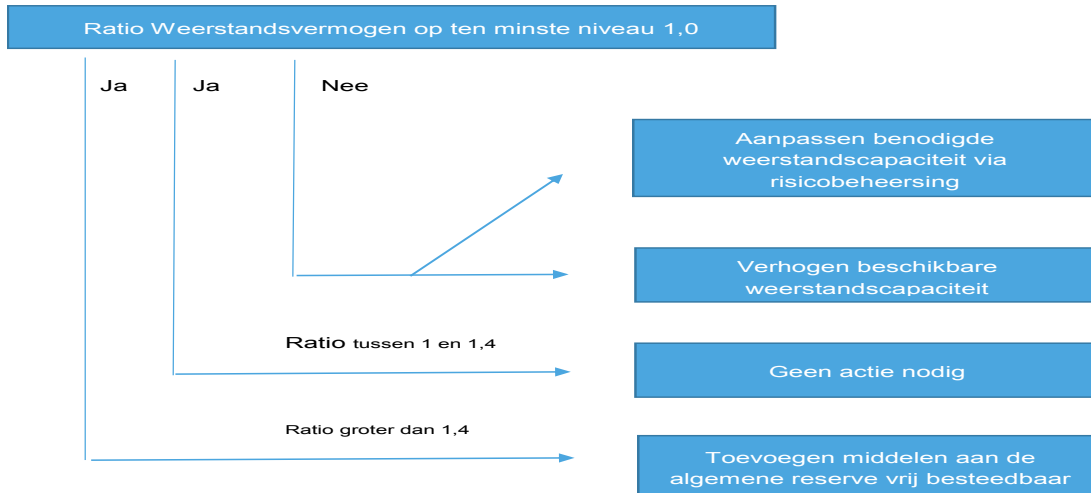 Ratio Weerstandsvermogen op ten minste niveau 1,0
Ja
Ja
Nee
Aanpassen benodigde
weerstandscapaciteit via
risicobeheersing
Verhogen beschikbare
weerstandscapaciteit
Ratio tussen 1 en 1,4
Geen actie nodig
Ratio groter dan 1,4
Toevoegen middelen aan de
algemene reserve vrij besteedbaar